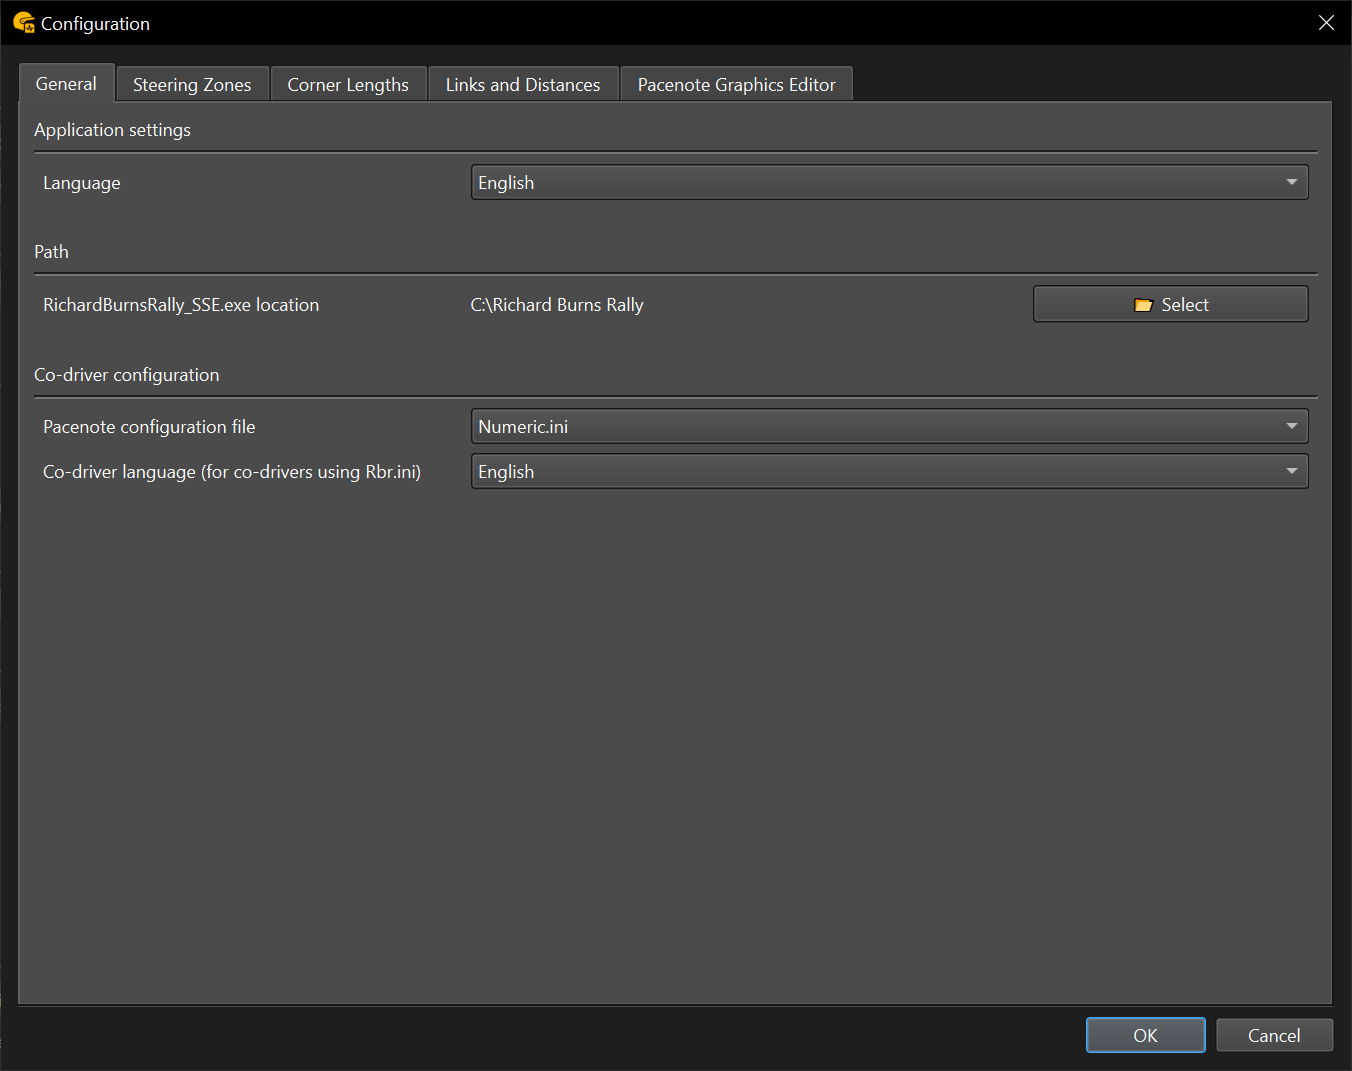 Configuration
General
Steering Zones
Corner Lengths
Links and Distances
Pacenote Graphics Editor
Application settings
Language
English
Path
RichardBurnsRally_SSE.exe location
C:\Richard Burns Rally
Select
Co-driver configuration
Pacenote configuration file
Numeric.ini
Co-driver language (for co-drivers using Rbr.ini)
English
OK
Cancel